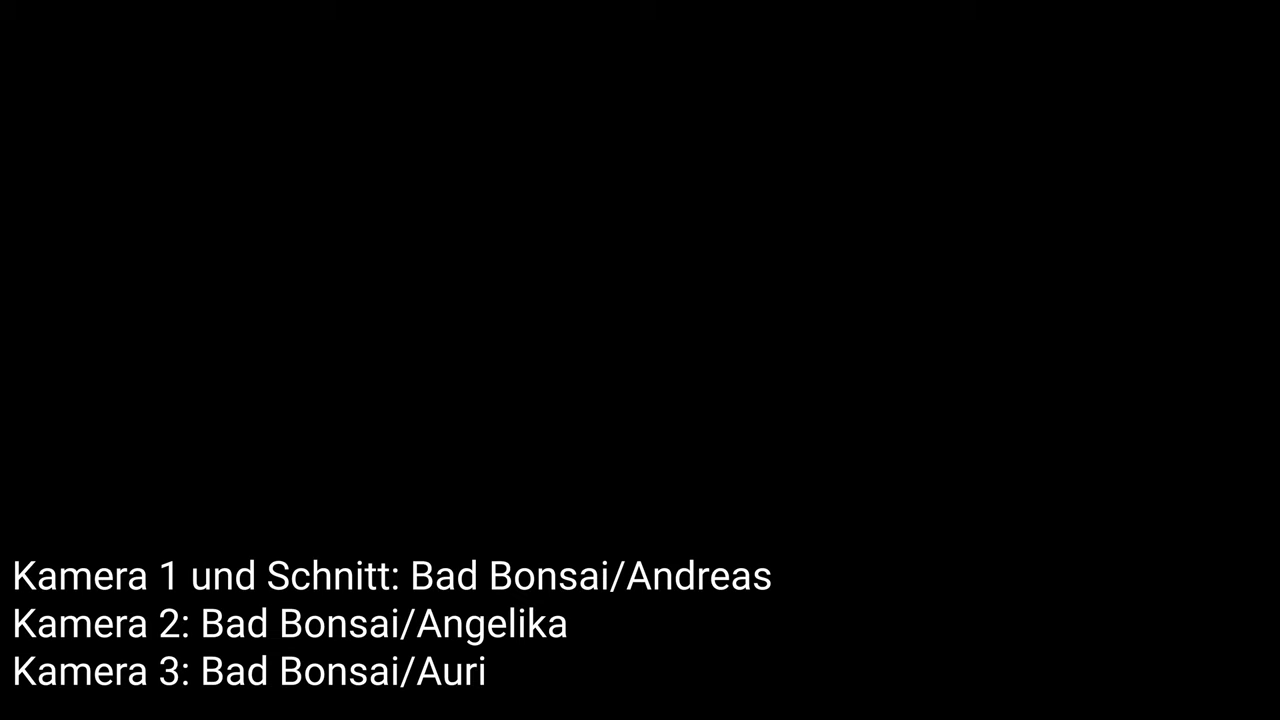 Kamera 1 und Schnitt: Bad Bonsai/Andreas
Kamera 2: Bad Bonsai/Angelika
Kamera 3: Bad Bonsai/Auri